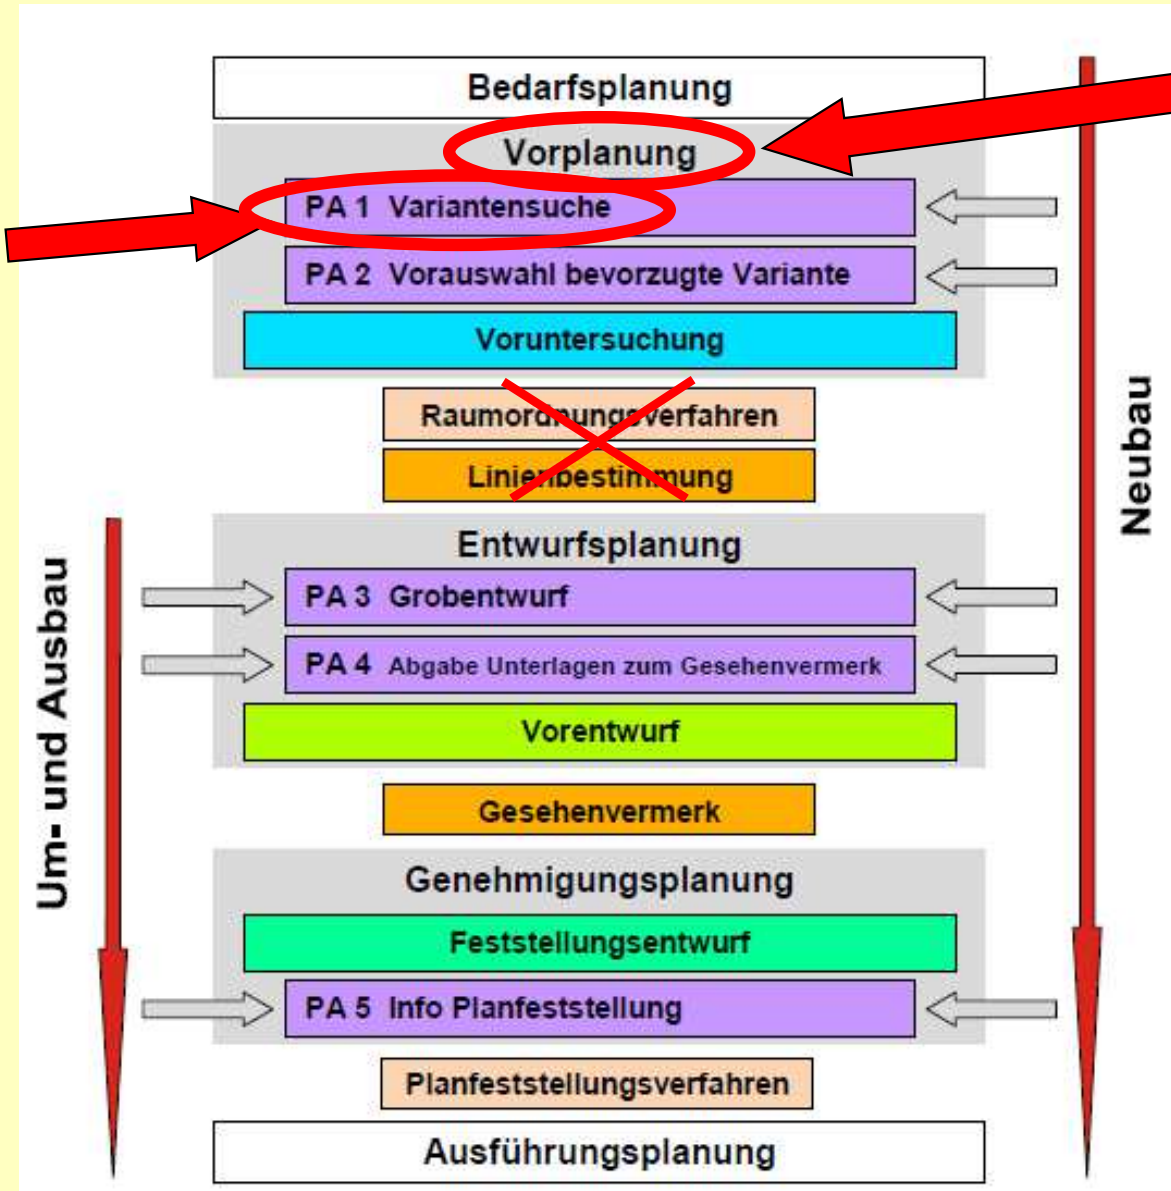 Bedarfsplanung
Vorplanung
PA 1 Variantensuche
PA 2 Vorauswahl bevorzugte Variante
Voruntersuchung
Raumordnungsverfahren
Linienbestimmung
Entwurfsplanung
PA 3 Grobentwurf
PA 4 Abgabe Unterlagen zum Gesehenvermerk
Vorentwurf
Gesehenvermerk
Genehmigungsplanung
Feststellungsentwurf
PA 5 Info Planfeststellung
Planfeststellungsverfahren
Ausführungsplanung
Um- und Ausbau
Neubau